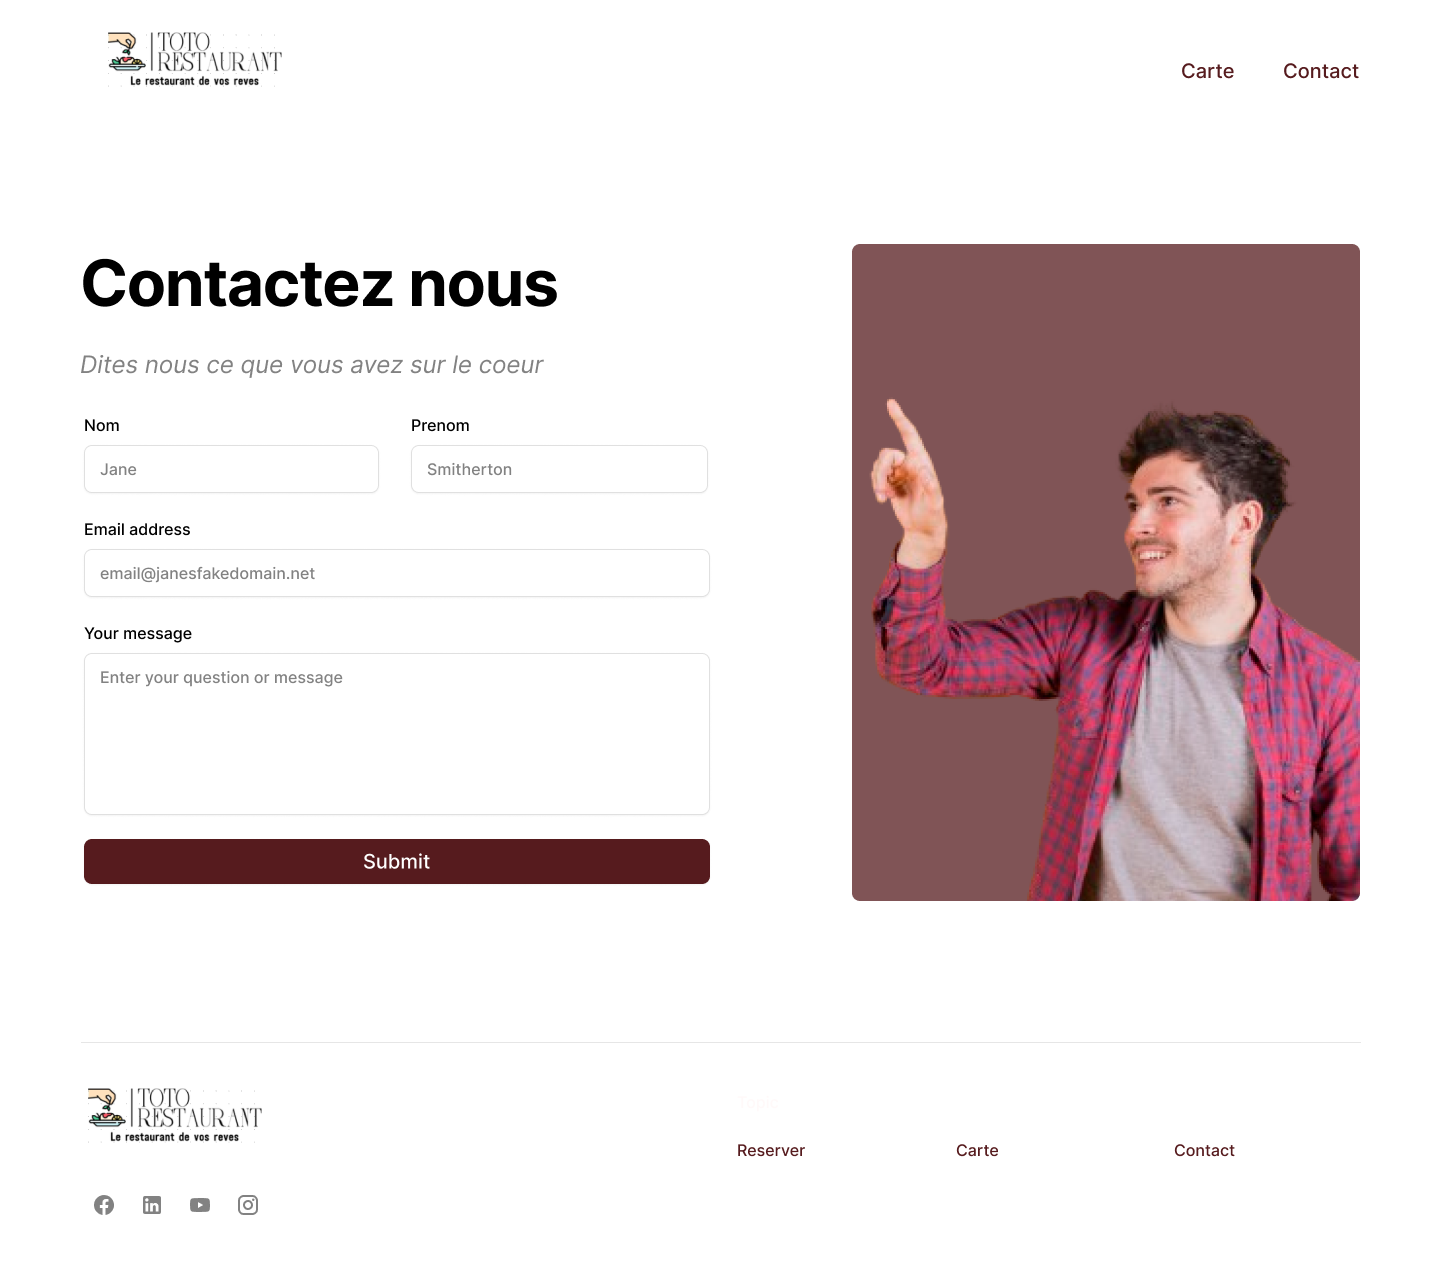 TOTO
RESTAURANT
Le restaurant de vos reves
Carte
Contact
Contactez nous
Dites nous ce que vous avez sur le coeur
Nom
Prenom
Jane
Smitherton
Email address
email@janesfakedomain.net
Your message
Enter your question or message
Submit
TOTO
RESTAURANT
Le restaurant de vos reves
Topic
Reserver
Carte
Contact